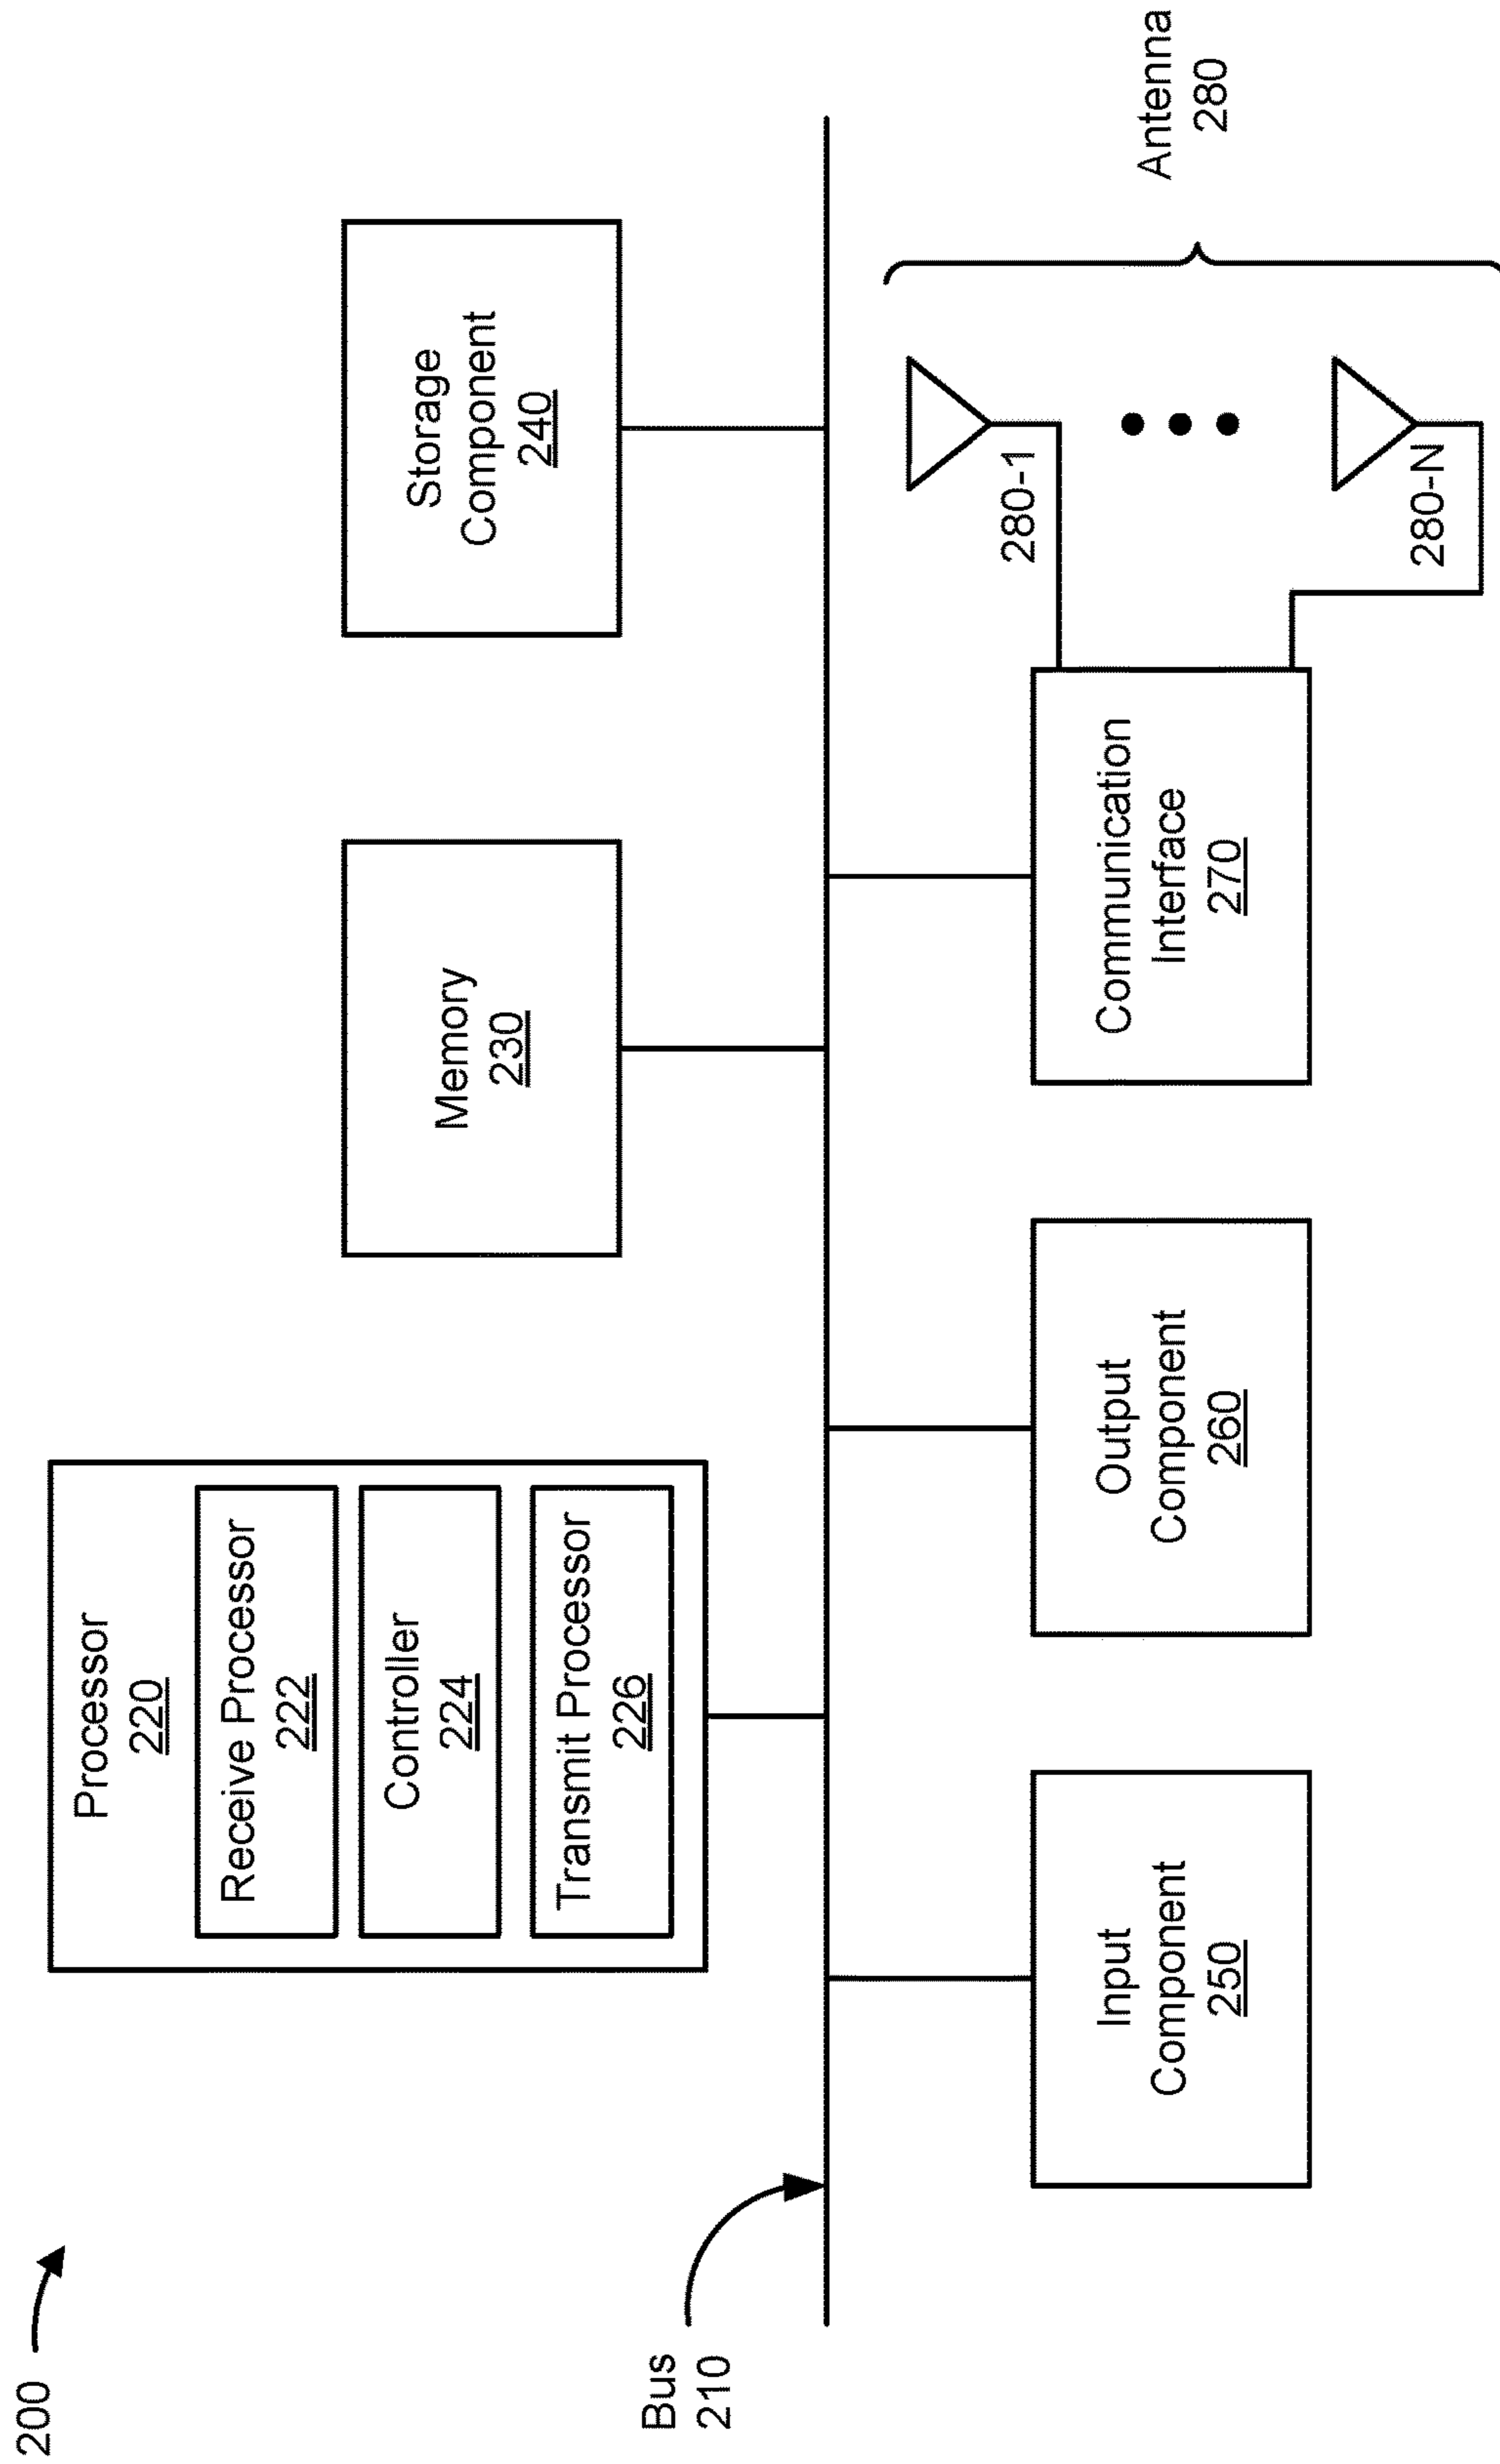 200
Processor
220
Receive Processor
222
Controller
224
Transmit Processor
226
Memory
230
Storage
Component
240
Bus
210
Input
Component
250
Output
Component
260
Communication
Interface
270
280-1
280-N
Antenna
280